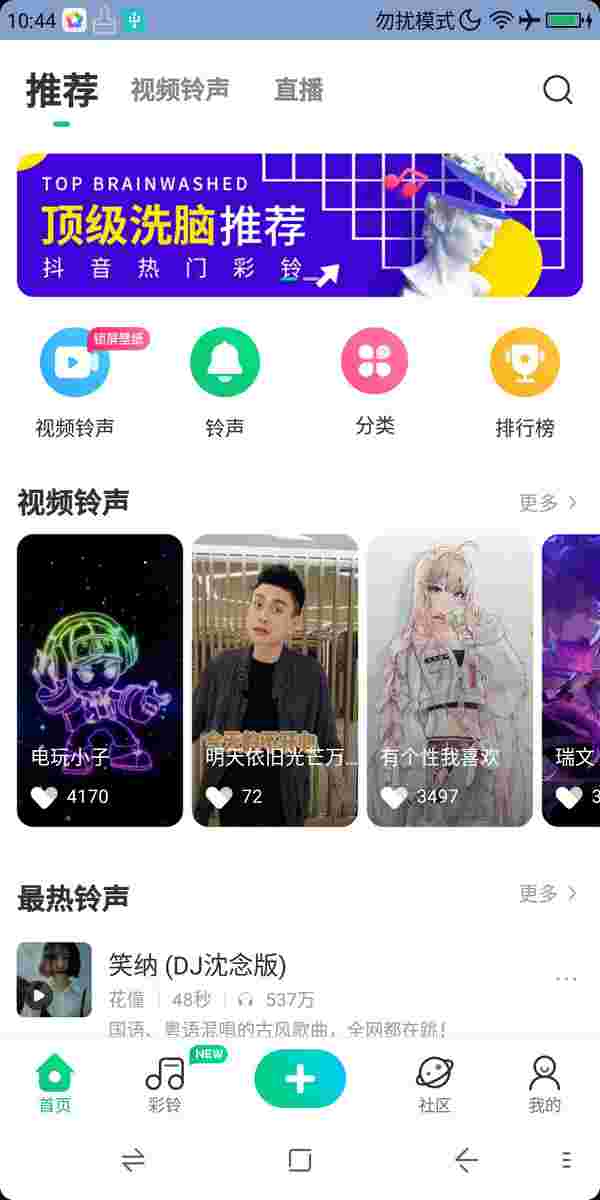 10:44
勿扰模式
推荐
视频铃声
直播
TOP BRAINWASHED
顶级洗脑推荐
抖音热门彩铃
锁屏壁纸
视频铃声
铃声
分类
排行榜
视频铃声
更多
电玩小子
4170
明天依旧光芒万...
72
有个性我喜欢
3497
瑞文
3
最热铃声
更多
笑纳 (DJ沈念版)
花僮
48秒
537万
国语、粤语混唱的古风歌曲，全网都在跳！
首页
NEW
彩铃
社区
我的